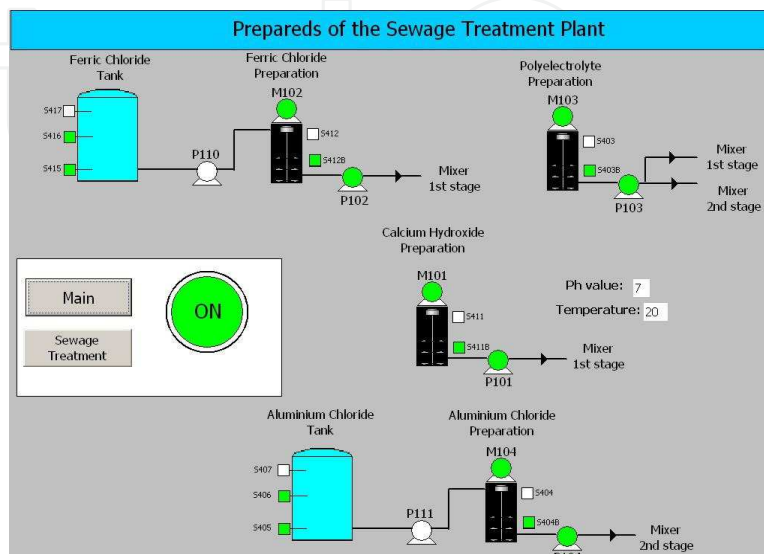 Prepareds of the Sewage Treatment Plant
Ferric Chloride
Tank
S417
S416
S415
P110
Ferric Chloride
Preparation
M102
S412
S412B
P102
Mixer
1st stage
Polyelectrolyte
Preparation
M103
S403
S403B
P103
Mixer
1st stage
Mixer
2nd stage
Main
Sewage
Treatment
ON
Calcium Hydroxide
Preparation
M101
S411
S411B
P101
Mixer
1st stage
Ph value: 7
Temperature: 20
Aluminium Chloride
Tank
S407
S406
S405
P111
Aluminium Chloride
Preparation
M104
S404
S404B
Mixer
2nd stage